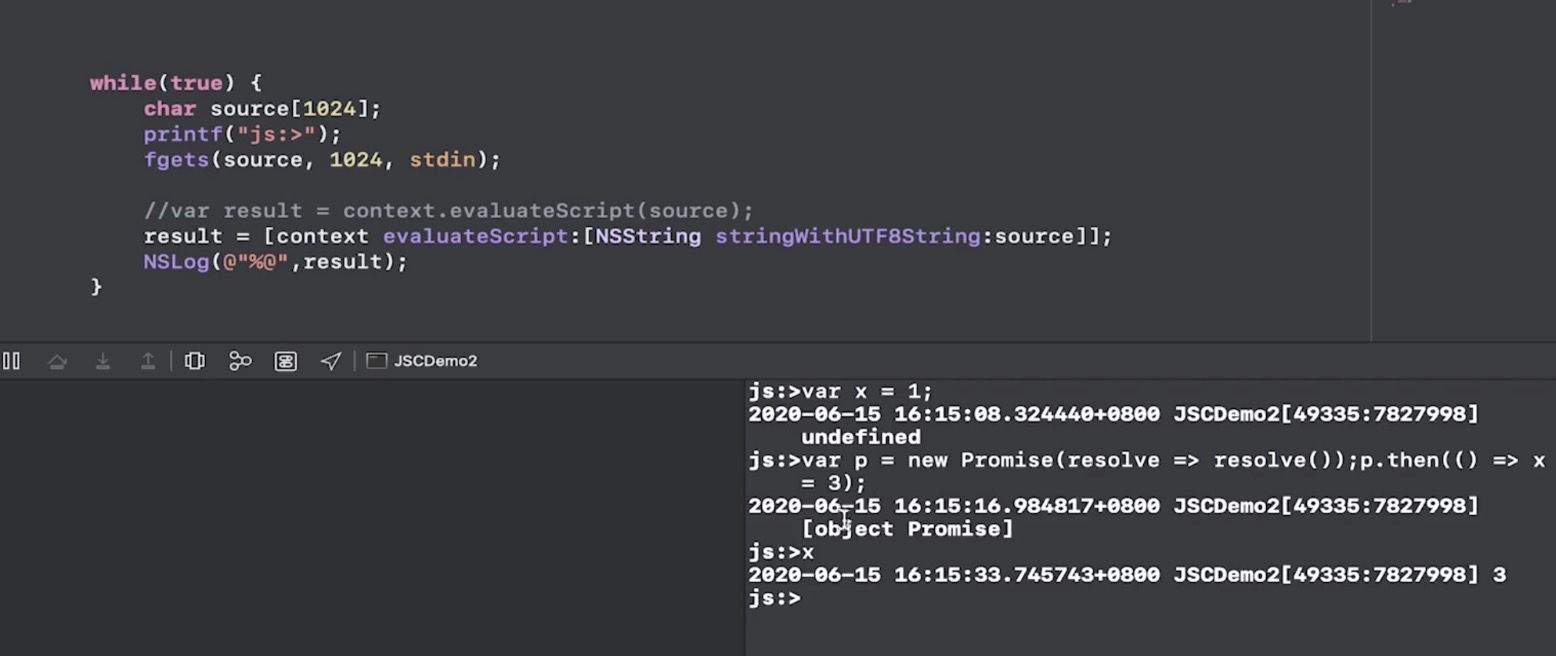 while(true) {
char source[1024];
printf("js:>");
fgets(source, 1024, stdin);
//var result = context.evaluateScript(source);
result = [context evaluateScript:[NSString stringWithUTF8String:source]];
NSLog(@"%@",result);
}
JSCDemo2
js:>var x = 1;
2020-06-15 16:15:08.324440+0800 JSCDemo2[49335:7827998]
undefined
js:>var p = new Promise(resolve => resolve());p.then(() => x
= 3);
2020-06-15 16:15:16.984817+0800 JSCDemo2[49335:7827998]
[object Promise]
js:>x
2020-06-15 16:15:33.745743+0800 JSCDemo2[49335:7827998] 3
js:>